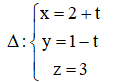 Δ: { x = 2 + t
y = 1 - t
z = 3